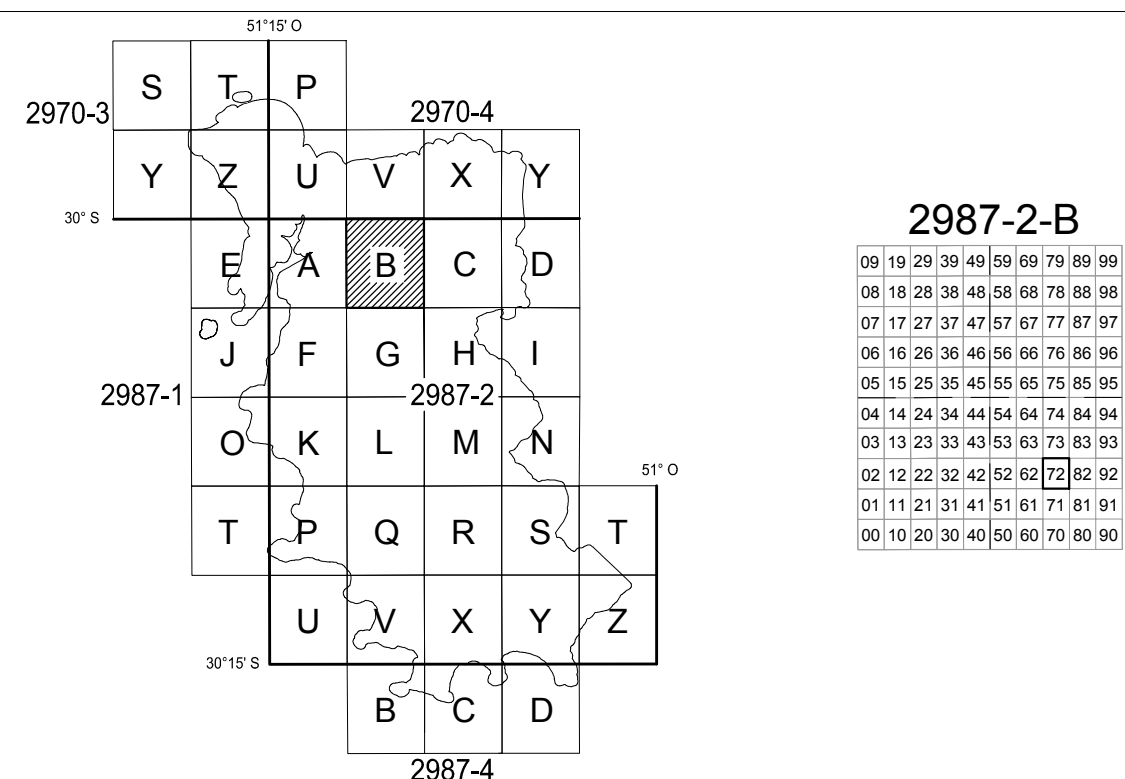 51°15' O
S T P
2970-3 2970-4
Y Z U V X Y
30° S
E A B C D
J F G H I
2987-1 2987-2
O K L M N
51° O
T P Q R S T
U V X Y Z
30°15' S
B C D
2987-4
2987-2-B
09 19 29 39 49 59 69 79 89 99
08 18 28 38 48 58 68 78 88 98
07 17 27 37 47 57 67 77 87 97
06 16 26 36 46 56 66 76 86 96
05 15 25 35 45 55 65 75 85 95
04 14 24 34 44 54 64 74 84 94
03 13 23 33 43 53 63 73 83 93
02 12 22 32 42 52 62 72 82 92
01 11 21 31 41 51 61 71 81 91
00 10 20 30 40 50 60 70 80 90